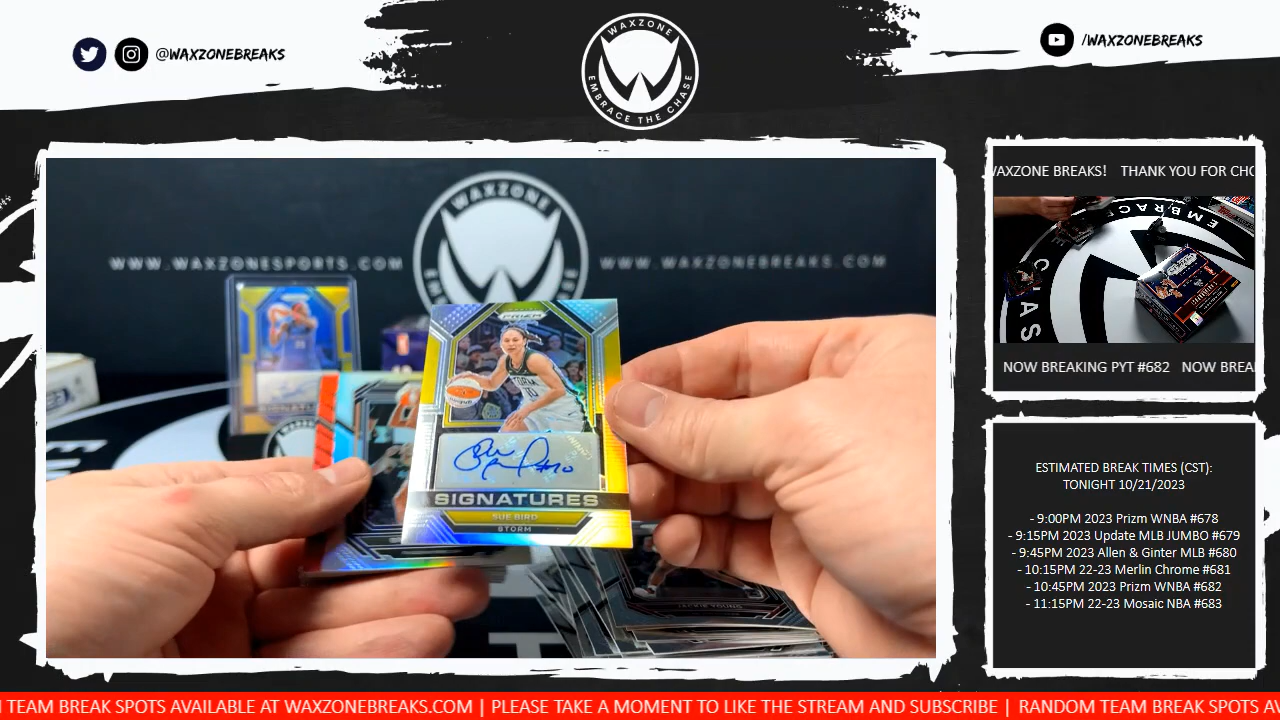 @WAXZONEBREAKS
WAXZONE
EMBRACE THE CHASE
/WAXZONEBREAKS
WAXZONE
WWW.WAXZONESPORTS.COM
WWW.WAXZONEBREAKS.COM
PRIZM
SIGNATURES
SUE BIRD
STORM
WAXZONE BREAKS! THANK YOU FOR CHO
EMBRAC
CHAS
NOW BREAKING PYT #682 NOW BREA
ESTIMATED BREAK TIMES (CST):
TONIGHT 10/21/2023
- 9:00PM 2023 Prizm WNBA #678
- 9:15PM 2023 Update MLB JUMBO #679
- 9:45PM 2023 Allen & Ginter MLB #680
- 10:15PM 22-23 Merlin Chrome #681
- 10:45PM 2023 Prizm WNBA #682
- 11:15PM 22-23 Mosaic NBA #683
TEAM BREAK SPOTS AVAILABLE AT WAXZONEBREAKS.COM | PLEASE TAKE A MOMENT TO LIKE THE STREAM AND SUBSCRIBE | RANDOM TEAM BREAK SPOTS AV